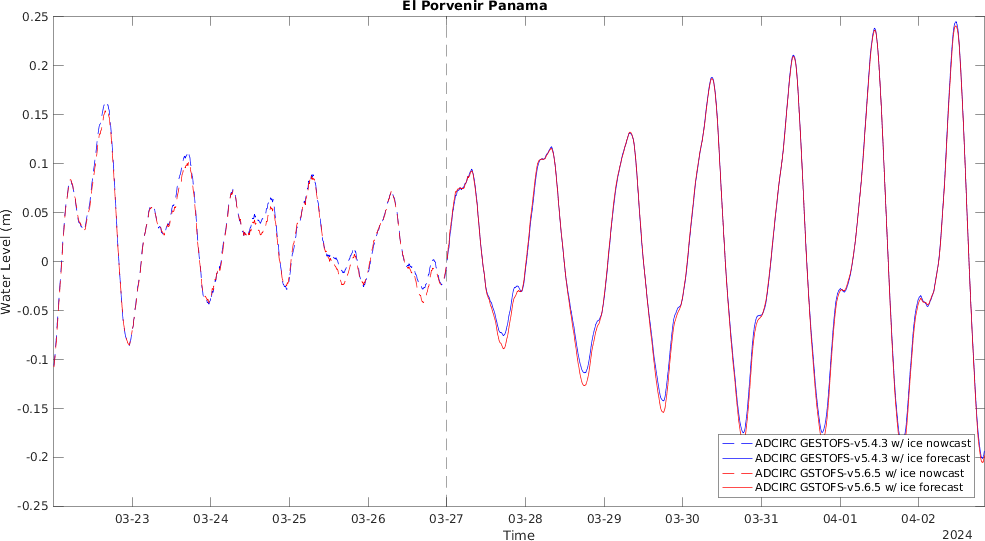 El Porvenir Panama
0.25
0.2
0.15
0.1
0.05
0
-0.05
-0.1
-0.15
-0.2
-0.25
Water Level (m)
ADCIRC GESTOFS-v5.4.3 w/ ice nowcast
ADCIRC GESTOFS-v5.4.3 w/ ice forecast
ADCIRC GSTOFS-v5.6.5 w/ ice nowcast
ADCIRC GSTOFS-v5.6.5 w/ ice forecast
03-23 03-24 03-25 03-26 03-27 03-28 03-29 03-30 03-31 04-01 04-02
Time
2024